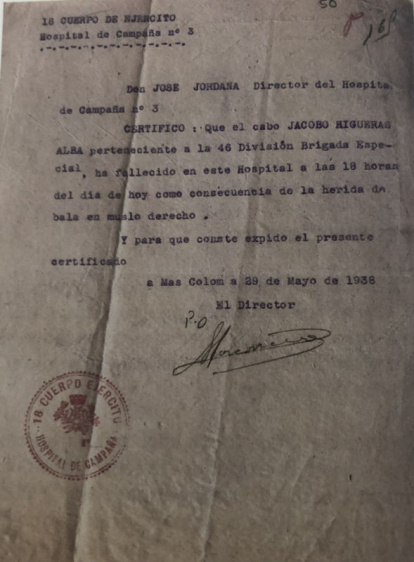 50
18 CUERPO DE EJERCITO
Hospital de Campaña nº 3
Don JOSE JORDANA Director del Hospital
de Campaña nº 3
CERTIFICO : Que el cabo JACOBO HIGUERAS
ALBA perteneciente a la 46 División Brigada Espe-
cial, ha fallecido en este Hospital a las 18 horas
del dia de hoy como consecuencia de la herida de
bala en muslo derecho .
Y para que conste expido el presente
certificado
a Mas Colom a 29 de Mayo de 1938
El Director
P.O
18 CUERPO EJERCITO
HOSPITAL DE CAMPAÑA